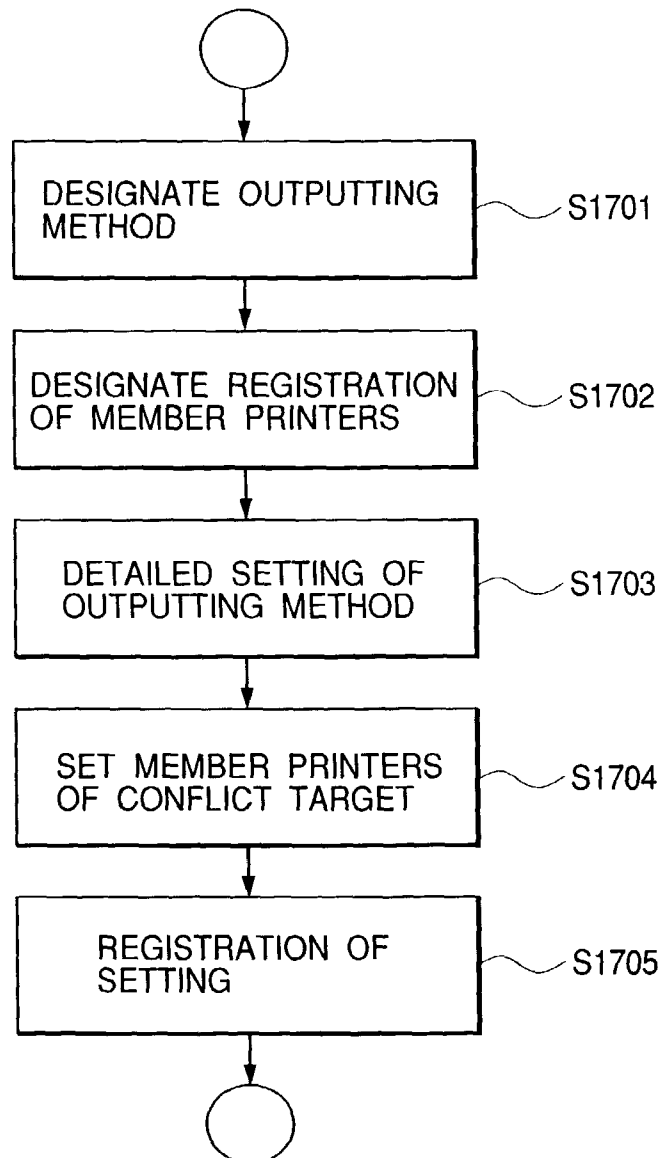 DESIGNATE OUTPUTTING
METHOD
S1701
DESIGNATE REGISTRATION
OF MEMBER PRINTERS
S1702
DETAILED SETTING OF
OUTPUTTING METHOD
S1703
SET MEMBER PRINTERS
OF CONFLICT TARGET
S1704
REGISTRATION OF
SETTING
S1705